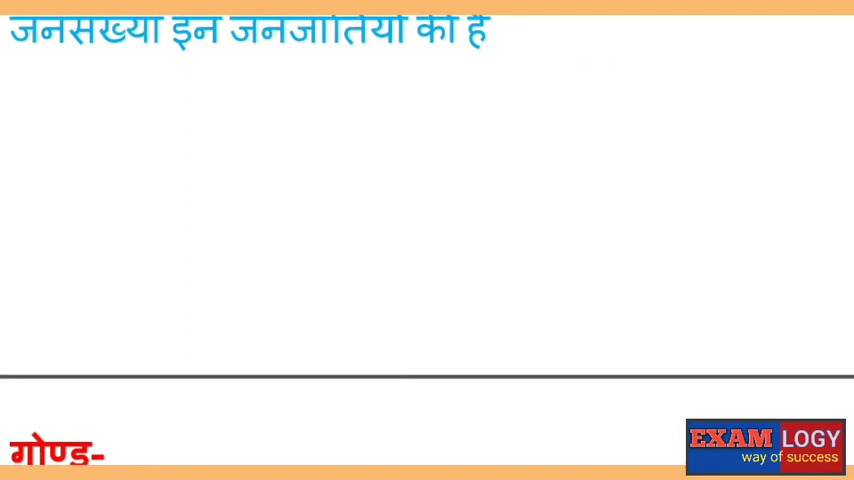 जनसंख्या इन जनजातियों की है
गोण्ड-
EXAM LOGY
way of success